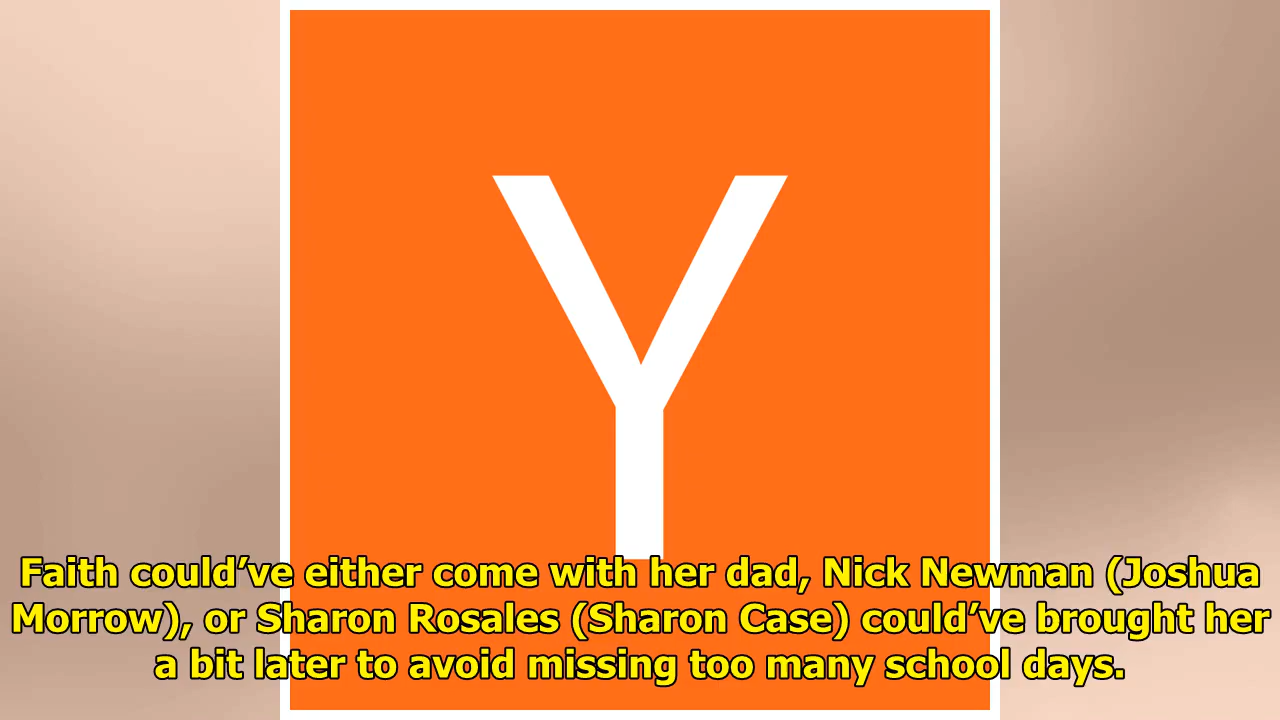 Y
Faith could’ve either come with her dad, Nick Newman (Joshua
Morrow), or Sharon Rosales (Sharon Case) could’ve brought her
a bit later to avoid missing too many school days.